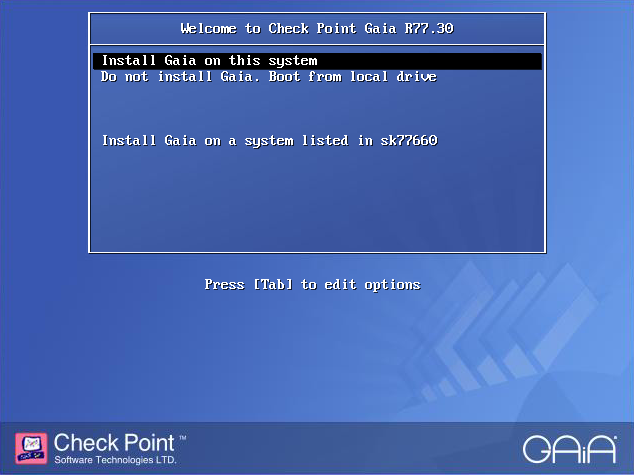 Welcome to Check Point Gaia R77.30
Install Gaia on this system
Do not install Gaia. Boot from local drive
Install Gaia on a system listed in sk77660
Press [Tab] to edit options
Check Point™
Software Technologies LTD.
GAiA